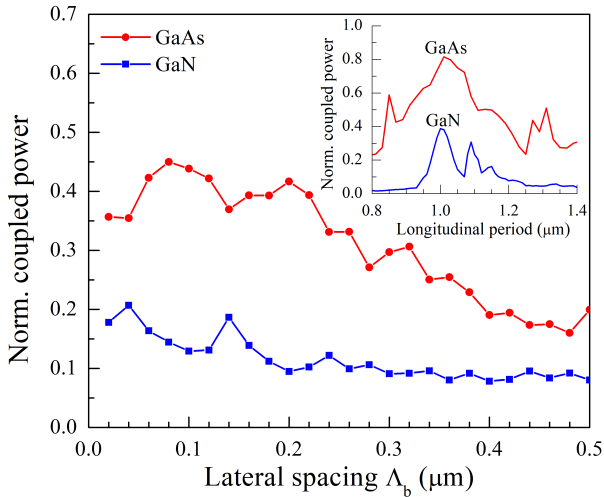 GaAs
GaN
0.7
0.6
0.5
0.4
0.3
0.2
0.1
0.0
Norm. coupled power
0.0 0.1 0.2 0.3 0.4 0.5
Lateral spacing Λb (μm)
1.0
0.8
0.6
0.4
0.2
0.0
Norm. coupled power
GaAs
GaN
0.8 1.0 1.2 1.4
Longitudinal period (μm)